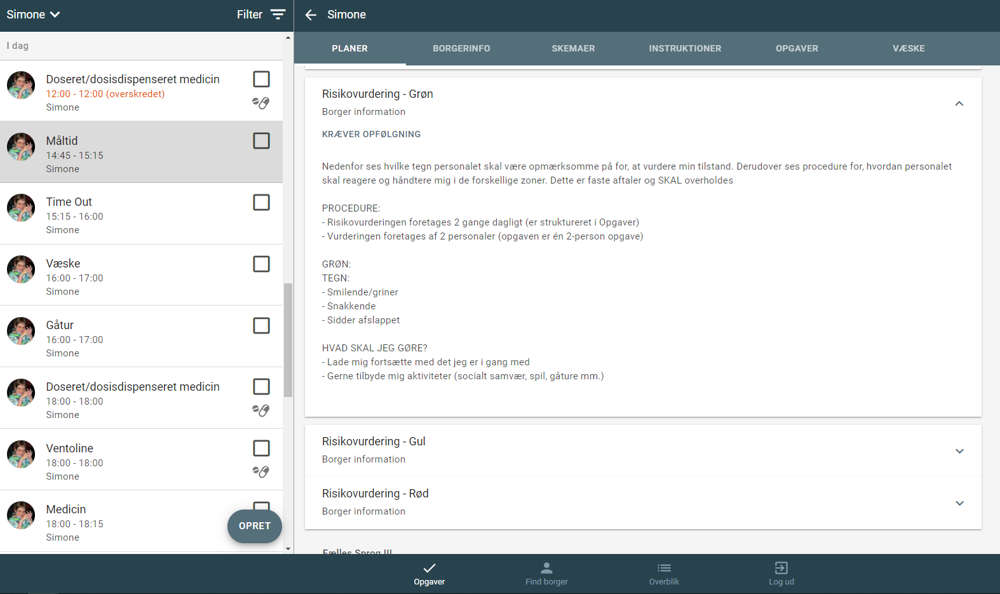 Simone
Filter
Simone
I dag
PLANER
BORGERINFO
SKEMAER
INSTRUKTIONER
OPGAVER
VÆSKE
Doseret/dosisdispenseret medicin
12:00 - 12:00 (overskredet)
Simone
Måltid
14:45 - 15:15
Simone
Time Out
15:15 - 16:00
Simone
Væske
16:00 - 17:00
Simone
Gåtur
16:00 - 17:00
Simone
Doseret/dosisdispenseret medicin
18:00 - 18:00
Simone
Ventoline
18:00 - 18:00
Simone
Medicin
18:00 - 18:15
Simone
OPRET
Risikovurdering - Grøn
Borger information
KRÆVER OPFØLGNING
Nedenfor ses hvilke tegn personalet skal være opmærksomme på for, at vurdere min tilstand. Derudover ses procedure for, hvordan personalet
skal reagere og håndtere mig i de forskellige zoner. Dette er faste aftaler og SKAL overholdes
PROCEDURE:
- Risikovurderingen foretages 2 gange dagligt (er struktureret i Opgaver)
- Vurderingen foretages af 2 personaler (opgaven er én 2-person opgave)
GRØN:
TEGN:
- Smilende/griner
- Snakkende
- Sidder afslappet
HVAD SKAL JEG GØRE?
- Lade mig fortsætte med det jeg er i gang med
- Gerne tilbyde mig aktiviteter (socialt samvær, spil, gåture mm.)
Risikovurdering - Gul
Borger information
Risikovurdering - Rød
Borger information
Fælles Sprog III
Opgaver
Find borger
Overblik
Log ud